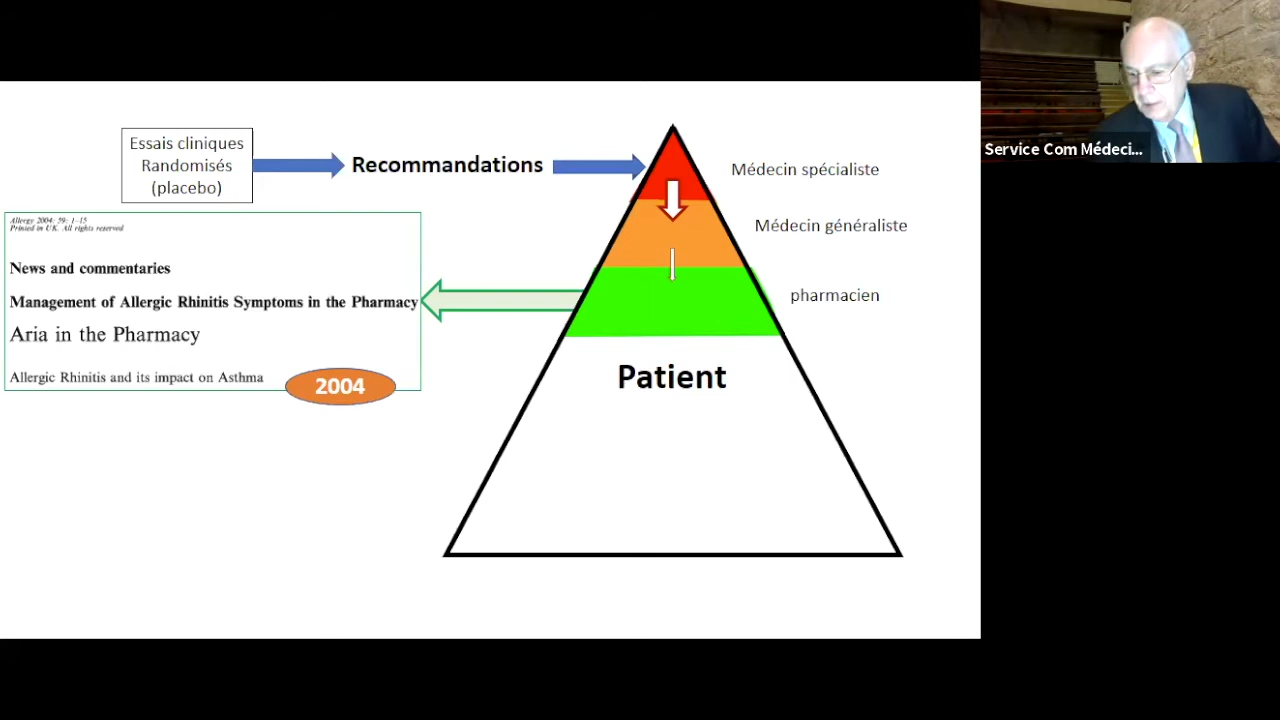 Essais cliniques
Randomisés
(placebo)
Recommandations
Médecin spécialiste
Médecin généraliste
pharmacien
Patient
Allergy 2004: 59: 1–15
Printed in UK. All rights reserved
News and commentaries
Management of Allergic Rhinitis Symptoms in the Pharmacy
Aria in the Pharmacy
Allergic Rhinitis and its impact on Asthma
2004
Service Com Médeci...